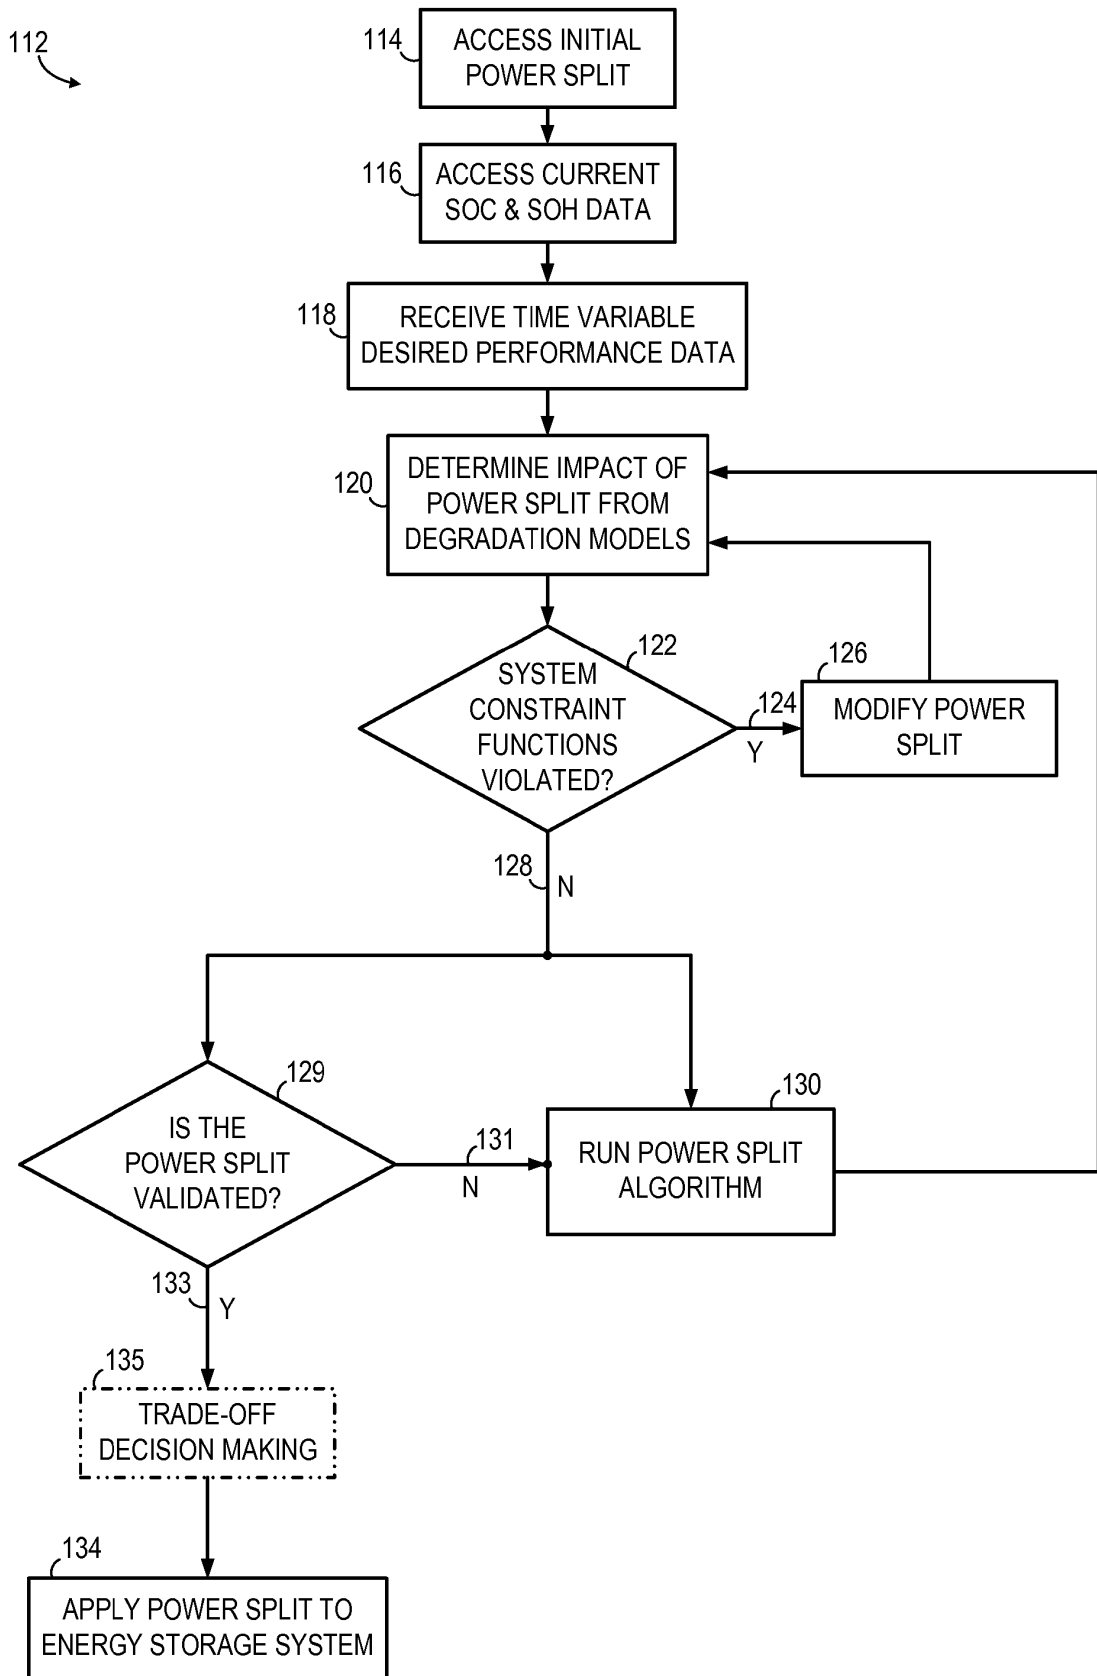 112
114
ACCESS INITIAL
POWER SPLIT
116
ACCESS CURRENT
SOC & SOH DATA
118
RECEIVE TIME VARIABLE
DESIRED PERFORMANCE DATA
120
DETERMINE IMPACT OF
POWER SPLIT FROM
DEGRADATION MODELS
122
SYSTEM
CONSTRAINT
FUNCTIONS
VIOLATED?
124
Y
126
MODIFY POWER
SPLIT
128
N
129
IS THE
POWER SPLIT
VALIDATED?
131
N
130
RUN POWER SPLIT
ALGORITHM
133
Y
135
TRADE-OFF
DECISION MAKING
134
APPLY POWER SPLIT TO
ENERGY STORAGE SYSTEM